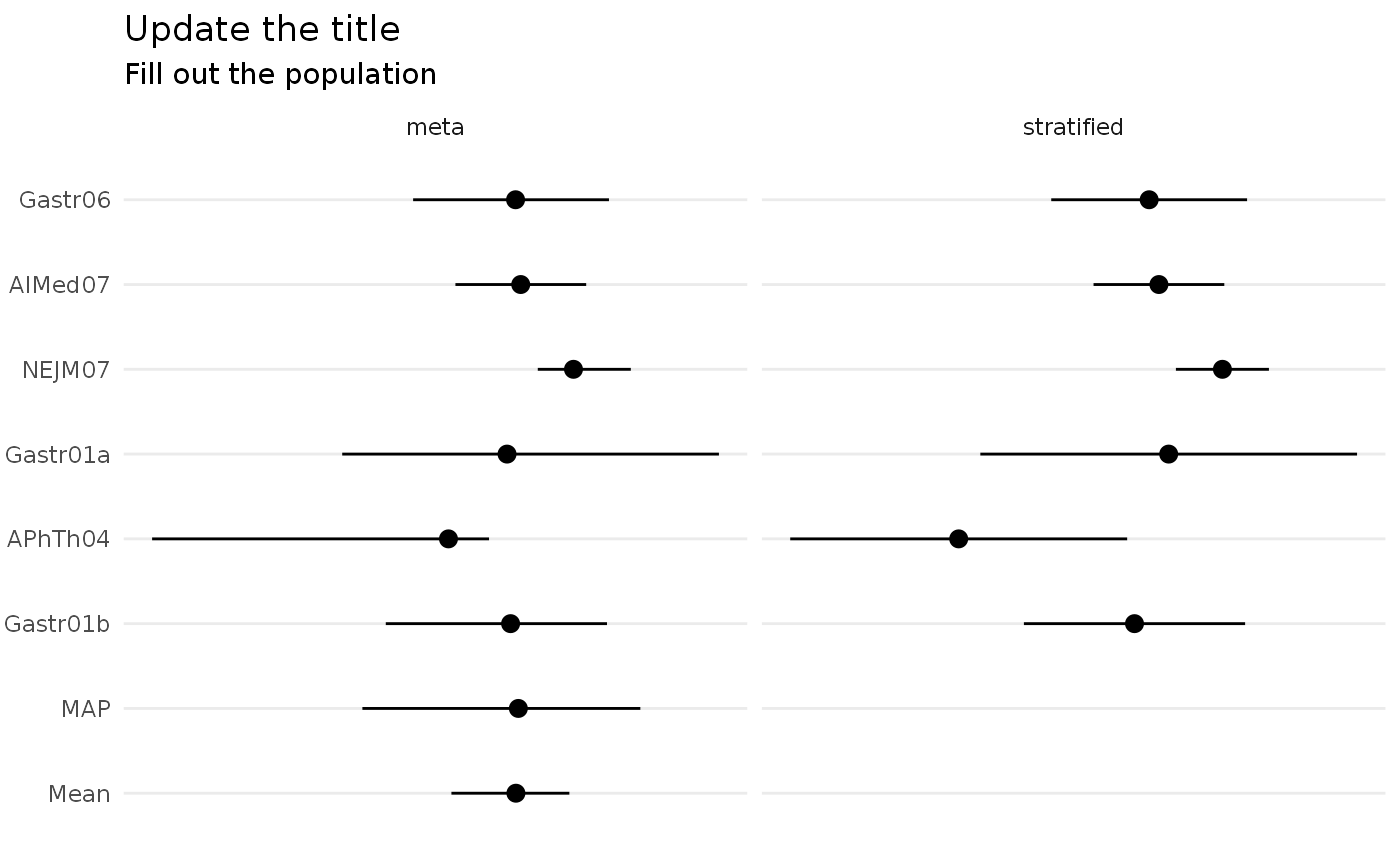 Update the title
Fill out the population
meta
stratified
Gastr06
AIMed07
NEJM07
Gastr01a
APhTh04
Gastr01b
MAP
Mean